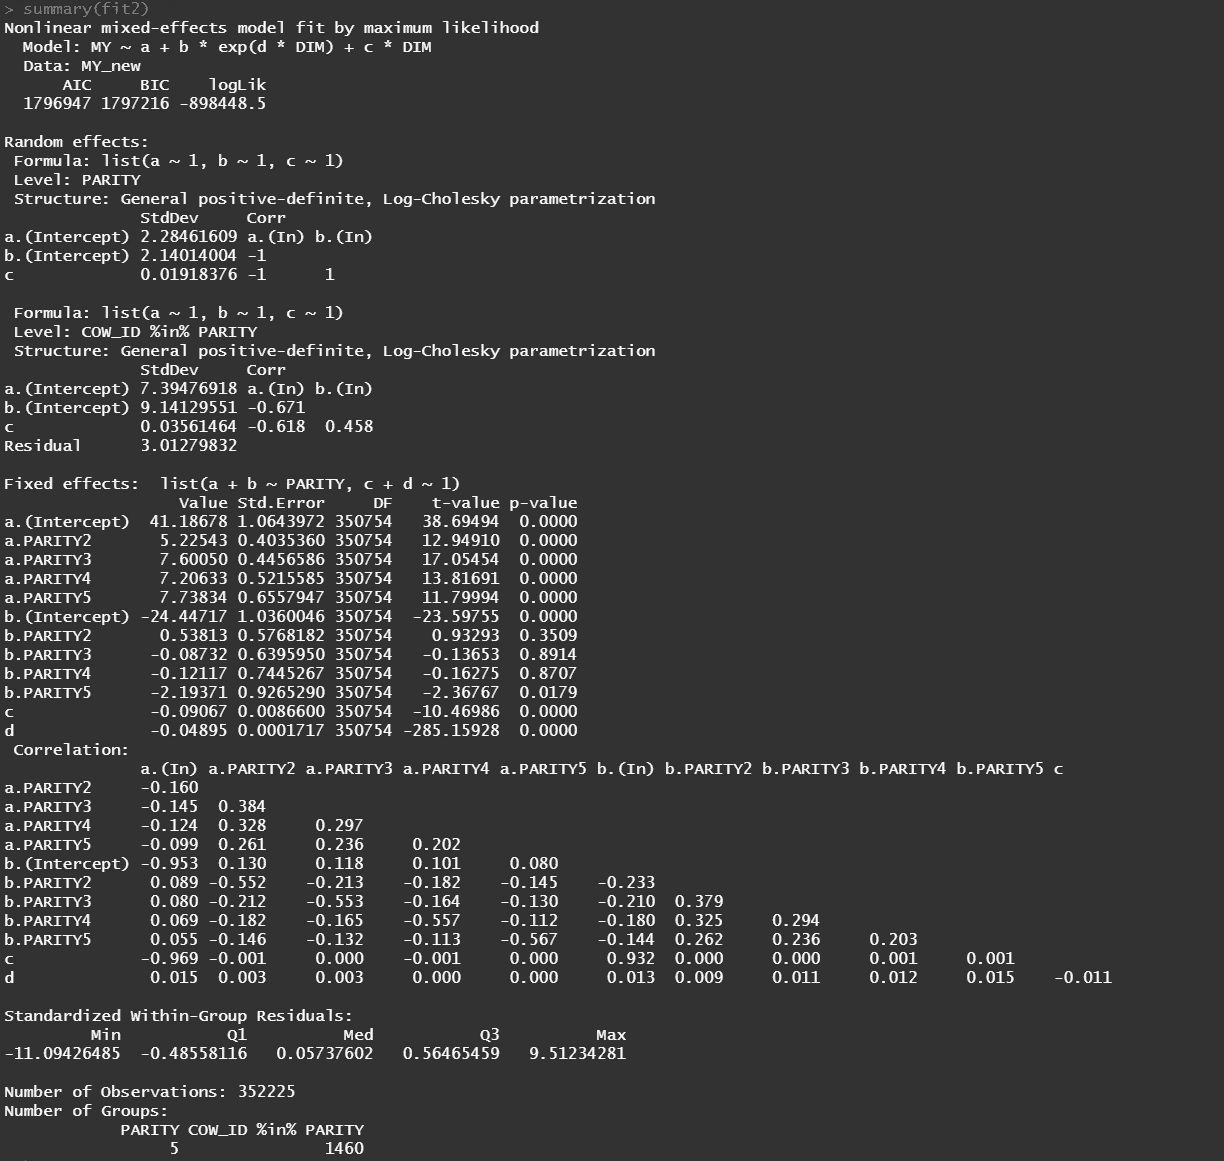 > summary(fit2)
Nonlinear mixed-effects model fit by maximum likelihood
  Model: MY ~ a + b * exp(d * DIM) + c * DIM
  Data: MY_new
      AIC     BIC    logLik
  1796947 1797216 -898448.5

Random effects:
 Formula: list(a ~ 1, b ~ 1, c ~ 1)
 Level: PARITY
 Structure: General positive-definite, Log-Cholesky parametrization
              StdDev     Corr
a.(Intercept) 2.28461609 a.(In) b.(In)
b.(Intercept) 2.14014004 -1
c             0.01918376 -1      1

 Formula: list(a ~ 1, b ~ 1, c ~ 1)
 Level: COW_ID %in% PARITY
 Structure: General positive-definite, Log-Cholesky parametrization
              StdDev     Corr
a.(Intercept) 7.39476918 a.(In) b.(In)
b.(Intercept) 9.14129551 -0.671
c             0.03561464 -0.618  0.458
Residual      3.01279832

Fixed effects:  list(a + b ~ PARITY, c + d ~ 1)
                  Value Std.Error     DF    t-value p-value
a.(Intercept)  41.18678 1.0643972 350754   38.69494  0.0000
a.PARITY2       5.22543 0.4035360 350754   12.94910  0.0000
a.PARITY3       7.60050 0.4456586 350754   17.05454  0.0000
a.PARITY4       7.20633 0.5215585 350754   13.81691  0.0000
a.PARITY5       7.73834 0.6557947 350754   11.79994  0.0000
b.(Intercept) -24.44717 1.0360046 350754  -23.59755  0.0000
b.PARITY2       0.53813 0.5768182 350754    0.93293  0.3509
b.PARITY3      -0.08732 0.6395950 350754   -0.13653  0.8914
b.PARITY4      -0.12117 0.7445267 350754   -0.16275  0.8707
b.PARITY5      -2.19371 0.9265290 350754   -2.36767  0.0179
c              -0.09067 0.0086600 350754  -10.46986  0.0000
d              -0.04895 0.0001717 350754 -285.15928  0.0000
 Correlation:
              a.(In) a.PARITY2 a.PARITY3 a.PARITY4 a.PARITY5 b.(In) b.PARITY2 b.PARITY3 b.PARITY4 b.PARITY5 c
a.PARITY2     -0.160
a.PARITY3     -0.145  0.384
a.PARITY4     -0.124  0.328     0.297
a.PARITY5     -0.099  0.261     0.236     0.202
b.(Intercept) -0.953  0.130     0.118     0.101     0.080
b.PARITY2      0.089 -0.552    -0.213    -0.182    -0.145    -0.233
b.PARITY3      0.080 -0.212    -0.553    -0.164    -0.130    -0.210  0.379
b.PARITY4      0.069 -0.182    -0.165    -0.557    -0.112    -0.180  0.325     0.294
b.PARITY5      0.055 -0.146    -0.132    -0.113    -0.567    -0.144  0.262     0.236     0.203
c             -0.969 -0.001     0.000    -0.001     0.000     0.932  0.000     0.000     0.001     0.001
d              0.015  0.003     0.003     0.000     0.000     0.013  0.009     0.011     0.012     0.015    -0.011

Standardized Within-Group Residuals:
         Min           Q1          Med           Q3          Max
-11.09426485  -0.48558116   0.05737602   0.56465459   9.51234281

Number of Observations: 352225
Number of Groups:
            PARITY COW_ID %in% PARITY
                 5               1460